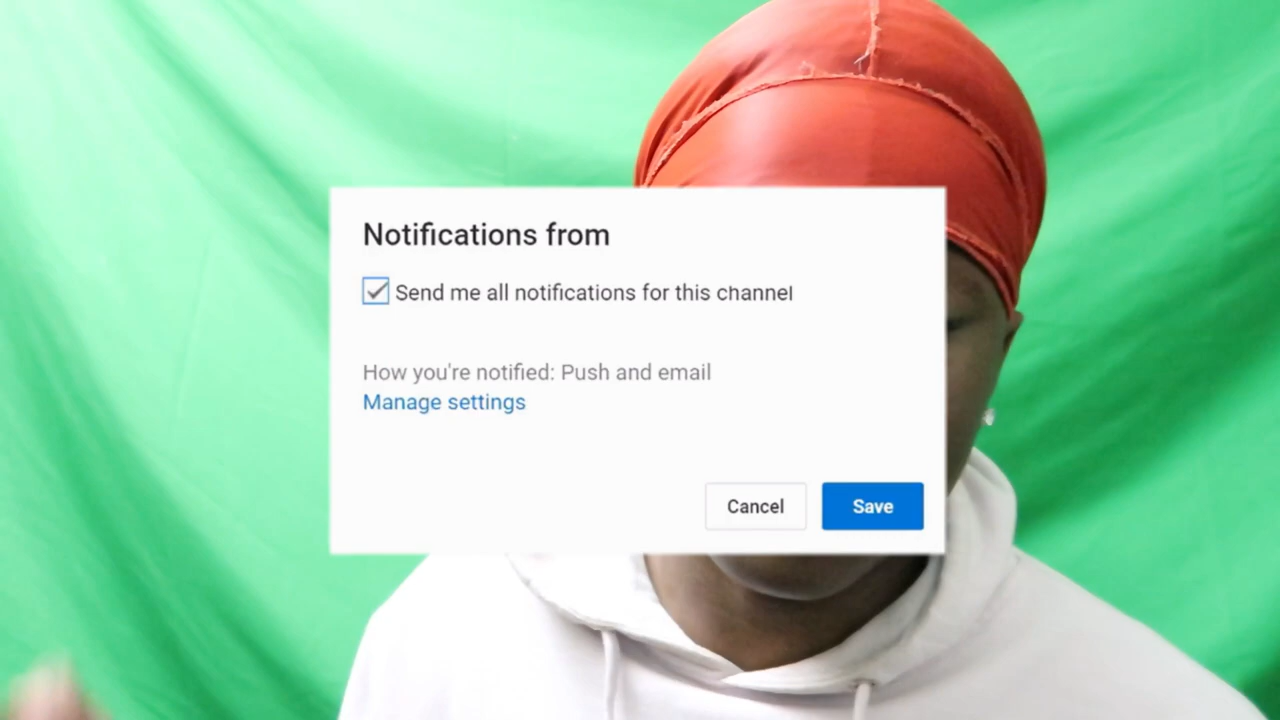 Notifications from
Send me all notifications for this channel
How you're notified: Push and email
Manage settings
Cancel
Save